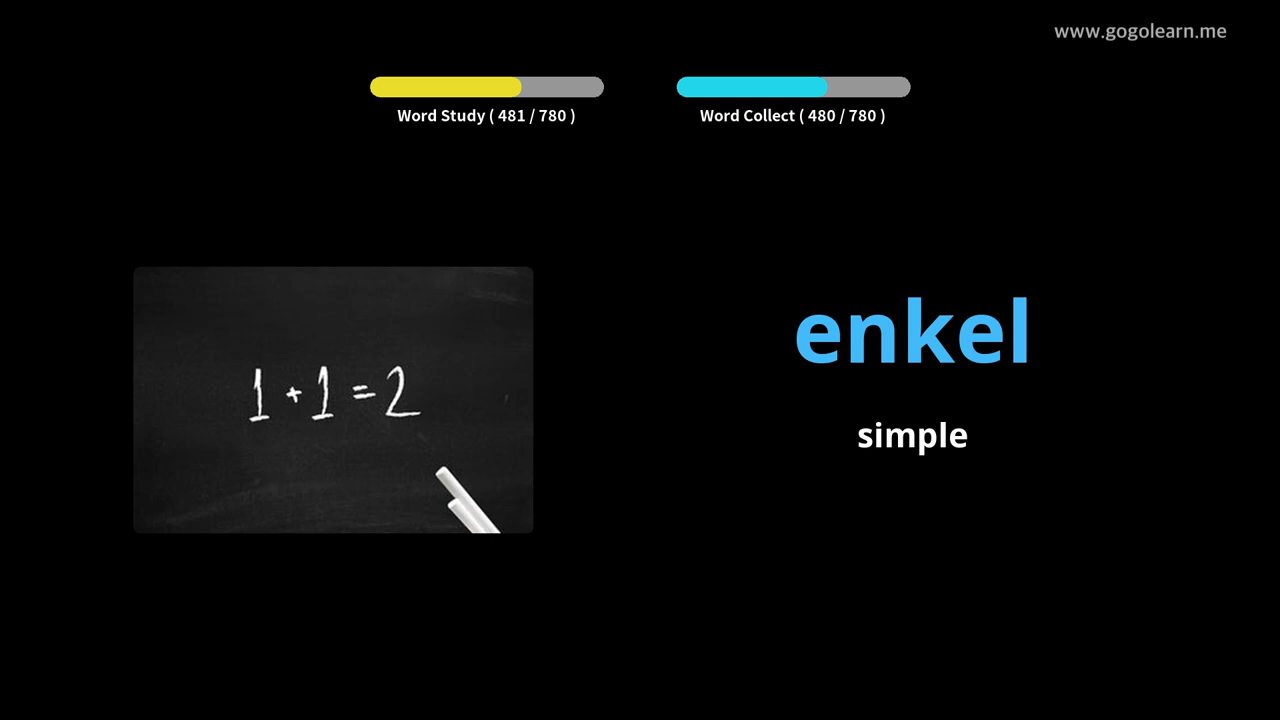 www.gogolearn.me
Word Study ( 481 / 780 )
Word Collect ( 480 / 780 )
1 + 1 = 2
enkel
simple